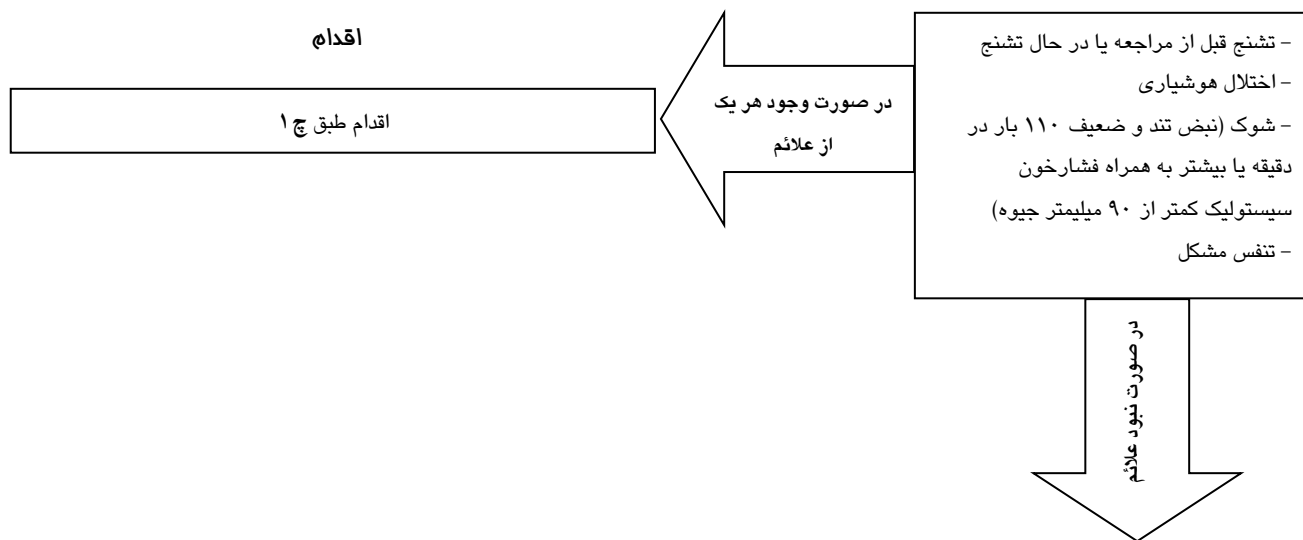 - تشنج قبل از مراجعه یا در حال تشنج
- اختلال هوشیاری
- شوک (نبض تند و ضعیف ۱۱۰ بار در
دقیقه یا بیشتر به همراه فشارخون
سیستولیک کمتر از ۹۰ میلیمتر جیوه)
- تنفس مشکل
در صورت وجود هر یک
از علائم
اقدام
اقدام طبق چ ۱
در صورت نبود علائم